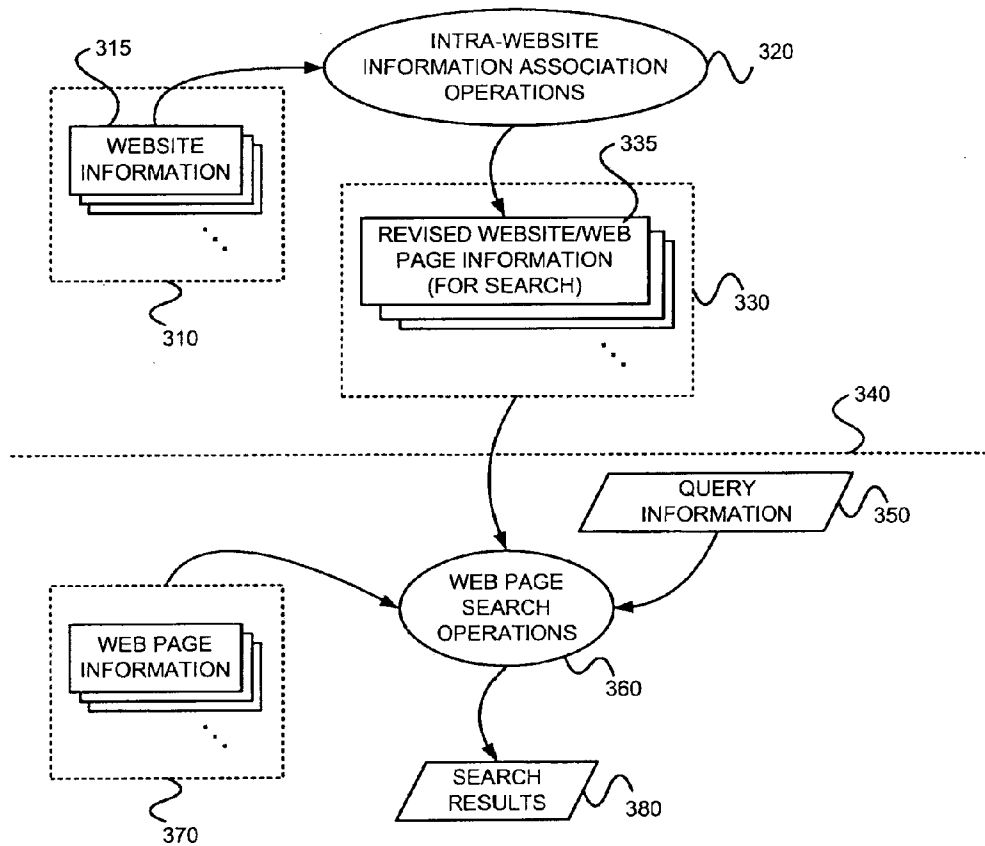 315
INTRA-WEBSITE
INFORMATION ASSOCIATION
OPERATIONS
320
WEBSITE
INFORMATION
310
335
REVISED WEBSITE/WEB
PAGE INFORMATION
(FOR SEARCH)
330
340
QUERY
INFORMATION
350
WEB PAGE
SEARCH
OPERATIONS
360
WEB PAGE
INFORMATION
370
SEARCH
RESULTS
380